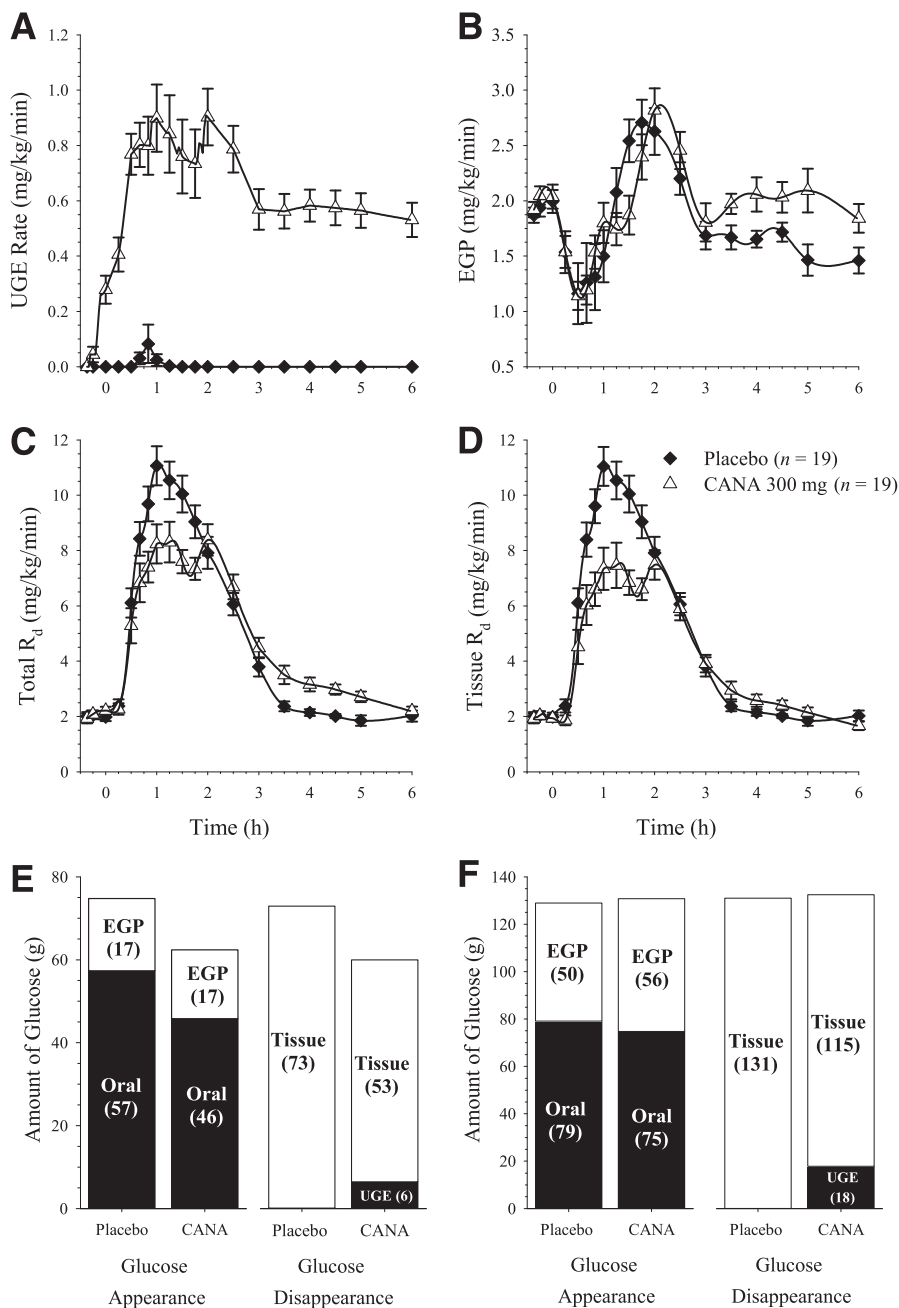 A
UGE Rate (mg/kg/min)
1.2
1.0
0.8
0.6
0.4
0.2
0.0
0 1 2 3 4 5 6
B
EGP (mg/kg/min)
3.5
3.0
2.5
2.0
1.5
1.0
0.5
0 1 2 3 4 5 6
C
Total Rd (mg/kg/min)
12
10
8
6
4
2
0
0 1 2 3 4 5 6
Time (h)
D
Tissue Rd (mg/kg/min)
12
10
8
6
4
2
0
Placebo (n = 19)
CANA 300 mg (n = 19)
0 1 2 3 4 5 6
Time (h)
E
Amount of Glucose (g)
80
60
40
20
0
EGP
(17)
Oral
(57)
EGP
(17)
Oral
(46)
Tissue
(73)
Tissue
(53)
UGE (6)
Placebo CANA Placebo CANA
Glucose
Appearance
Glucose
Disappearance
F
Amount of Glucose (g)
140
120
100
80
60
40
20
0
EGP
(50)
Oral
(79)
EGP
(56)
Oral
(75)
Tissue
(131)
Tissue
(115)
UGE
(18)
Placebo CANA Placebo CANA
Glucose
Appearance
Glucose
Disappearance